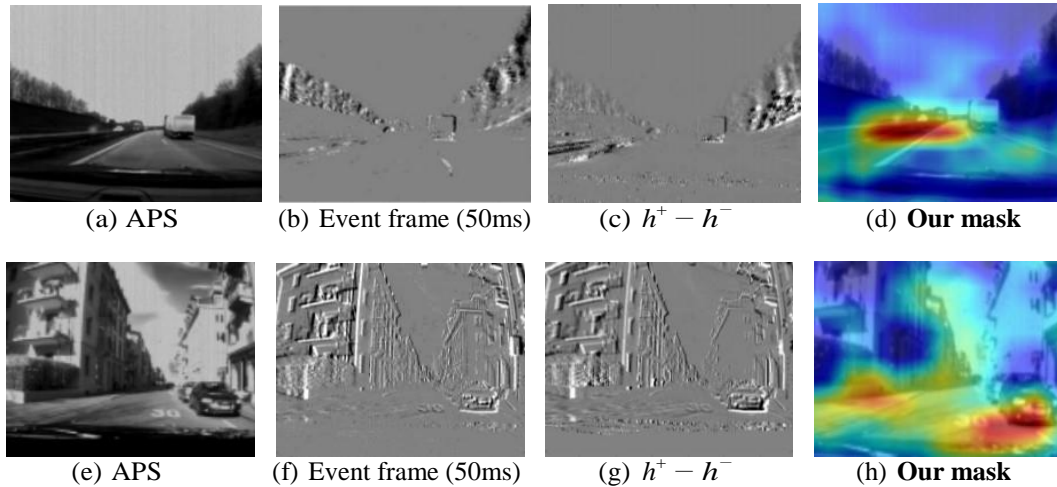 (a) APS (b) Event frame (50ms) (c) h⁺ − h⁻ (d) Our mask
30
(e) APS (f) Event frame (50ms) (g) h⁺ − h⁻ (h) Our mask